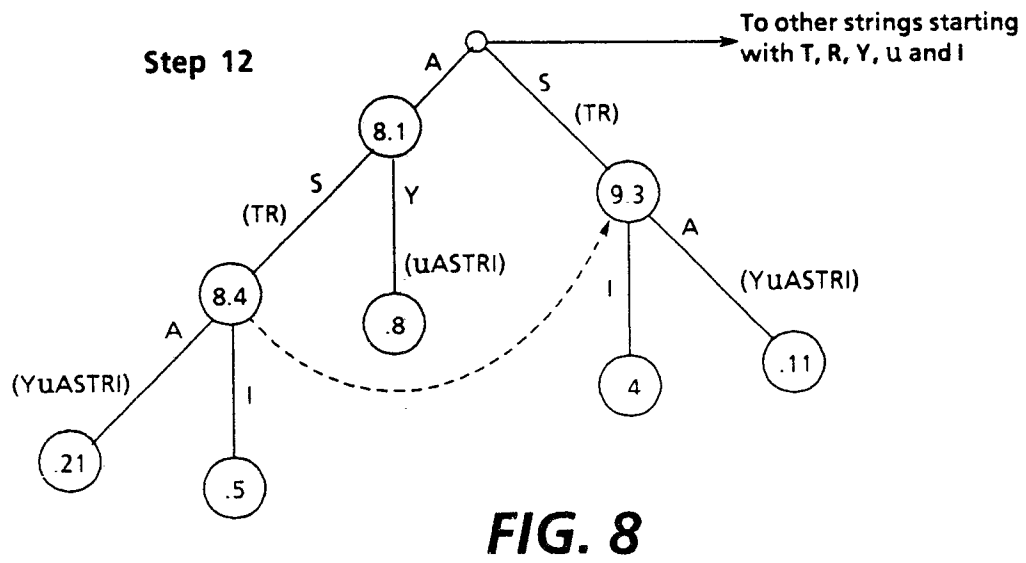 To other strings starting
with T, R, Y, u and I
Step 12
A
S
(TR)
8.1
S
Y
(TR)
9.3
A
(uASTRI)
(YuASTRI)
8.4
I
.8
A
.11
(YuASTRI)
I
4
.21
.5
FIG. 8